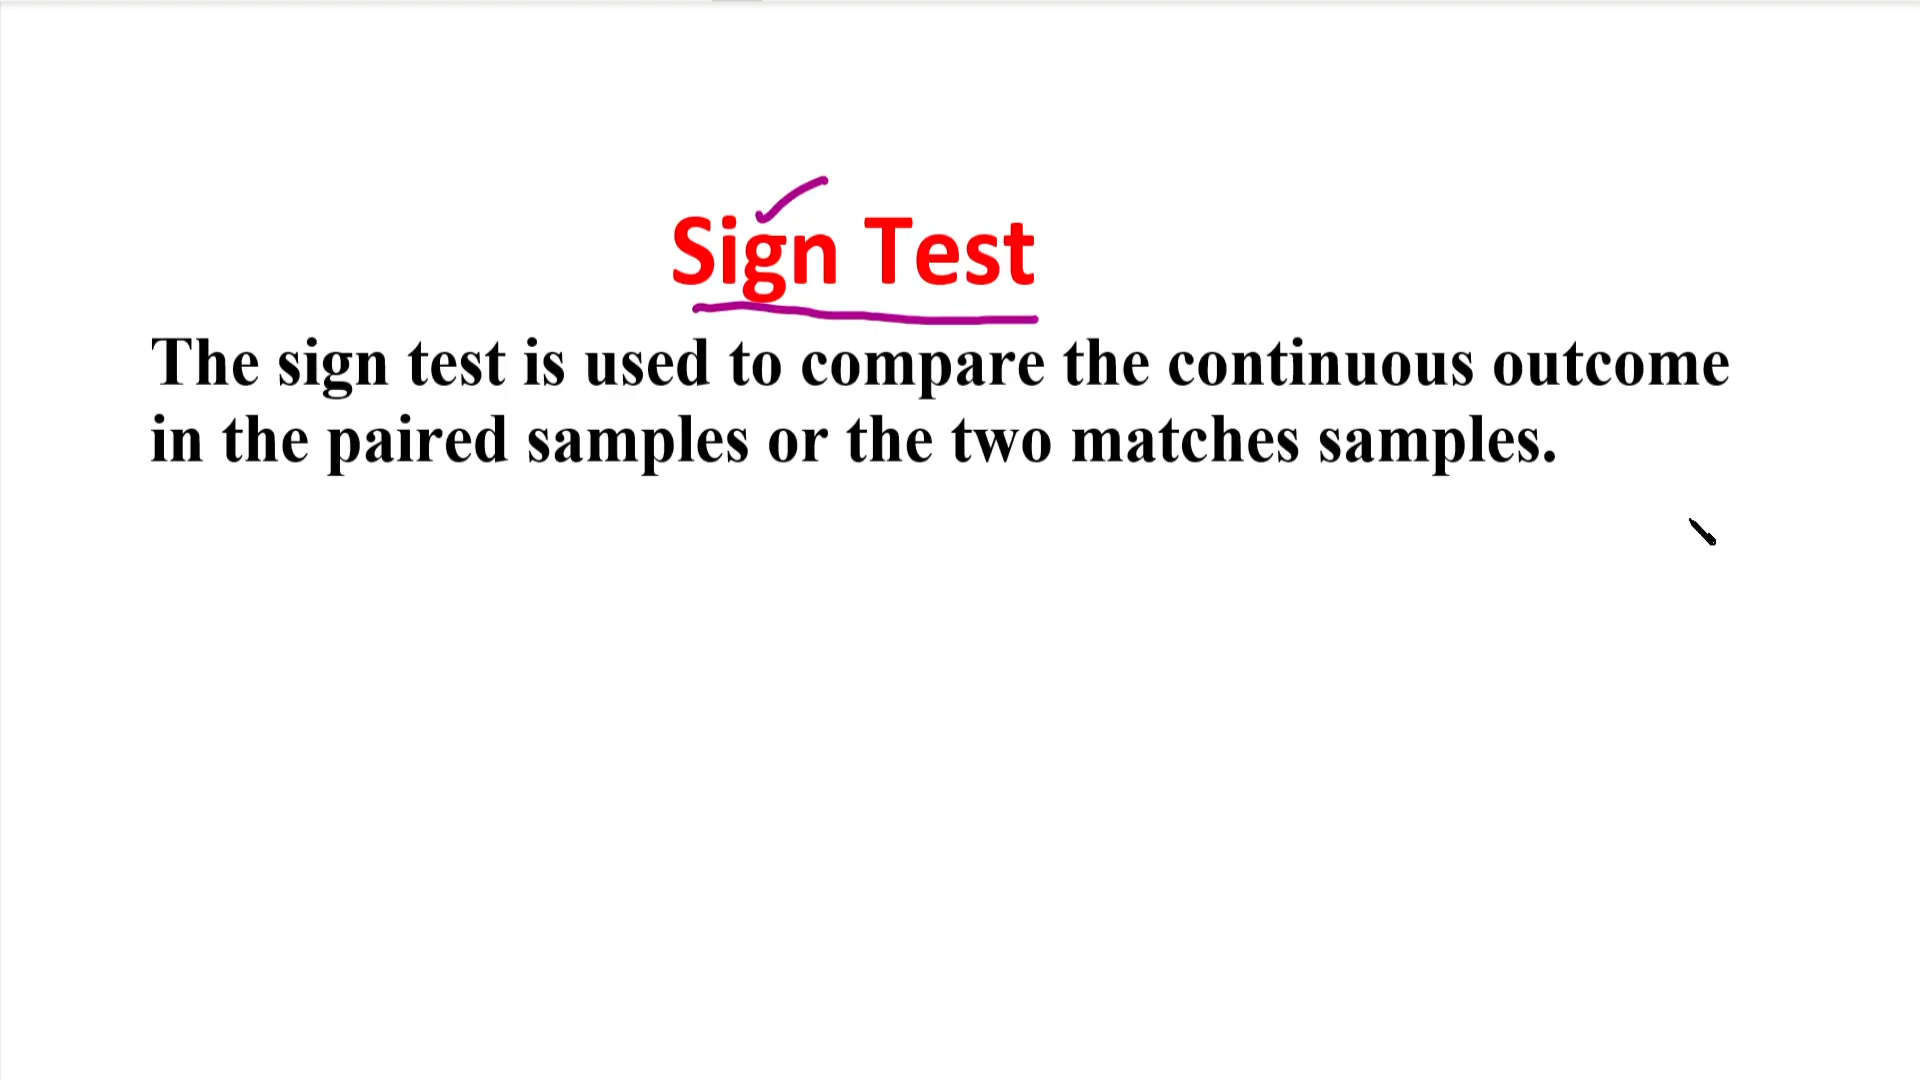 Sign Test
The sign test is used to compare the continuous outcome
in the paired samples or the two matches samples.